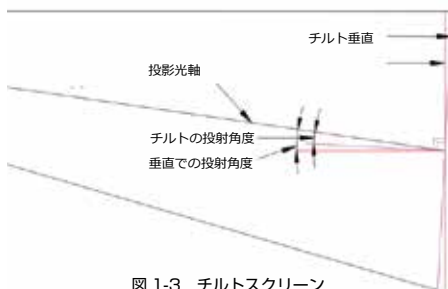 チルト垂直
投影光軸
チルトの投射角度
垂直での投射角度
図 1-3 チルトスクリーン